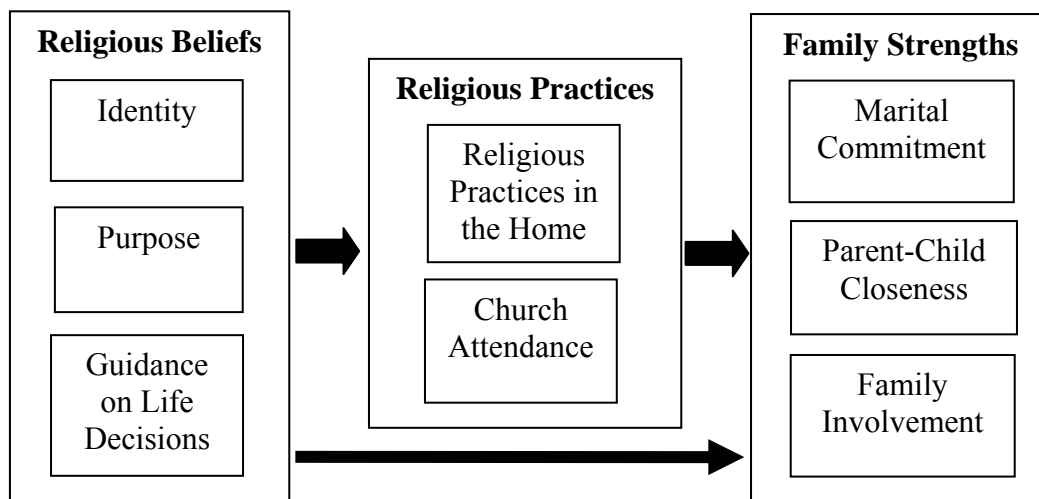 Religious Beliefs
Identity
Purpose
Guidance
on Life
Decisions
Religious Practices
Religious
Practices in
the Home
Church
Attendance
Family Strengths
Marital
Commitment
Parent-Child
Closeness
Family
Involvement